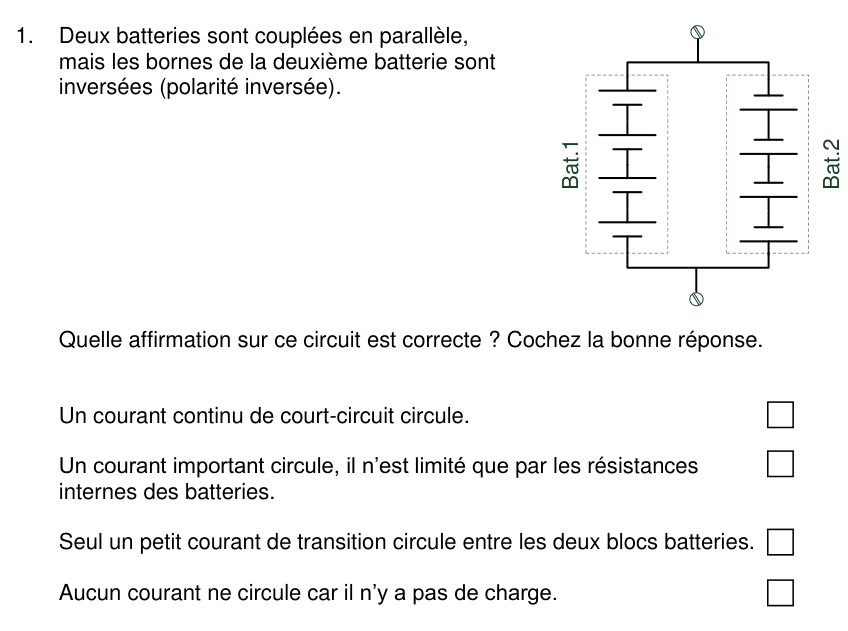 1. Deux batteries sont couplées en parallèle,
mais les bornes de la deuxième batterie sont
inversées (polarité inversée).
Bat.1
Bat.2
Quelle affirmation sur ce circuit est correcte ? Cochez la bonne réponse.
Un courant continu de court-circuit circule.
Un courant important circule, il n'est limité que par les résistances
internes des batteries.
Seul un petit courant de transition circule entre les deux blocs batteries.
Aucun courant ne circule car il n'y a pas de charge.